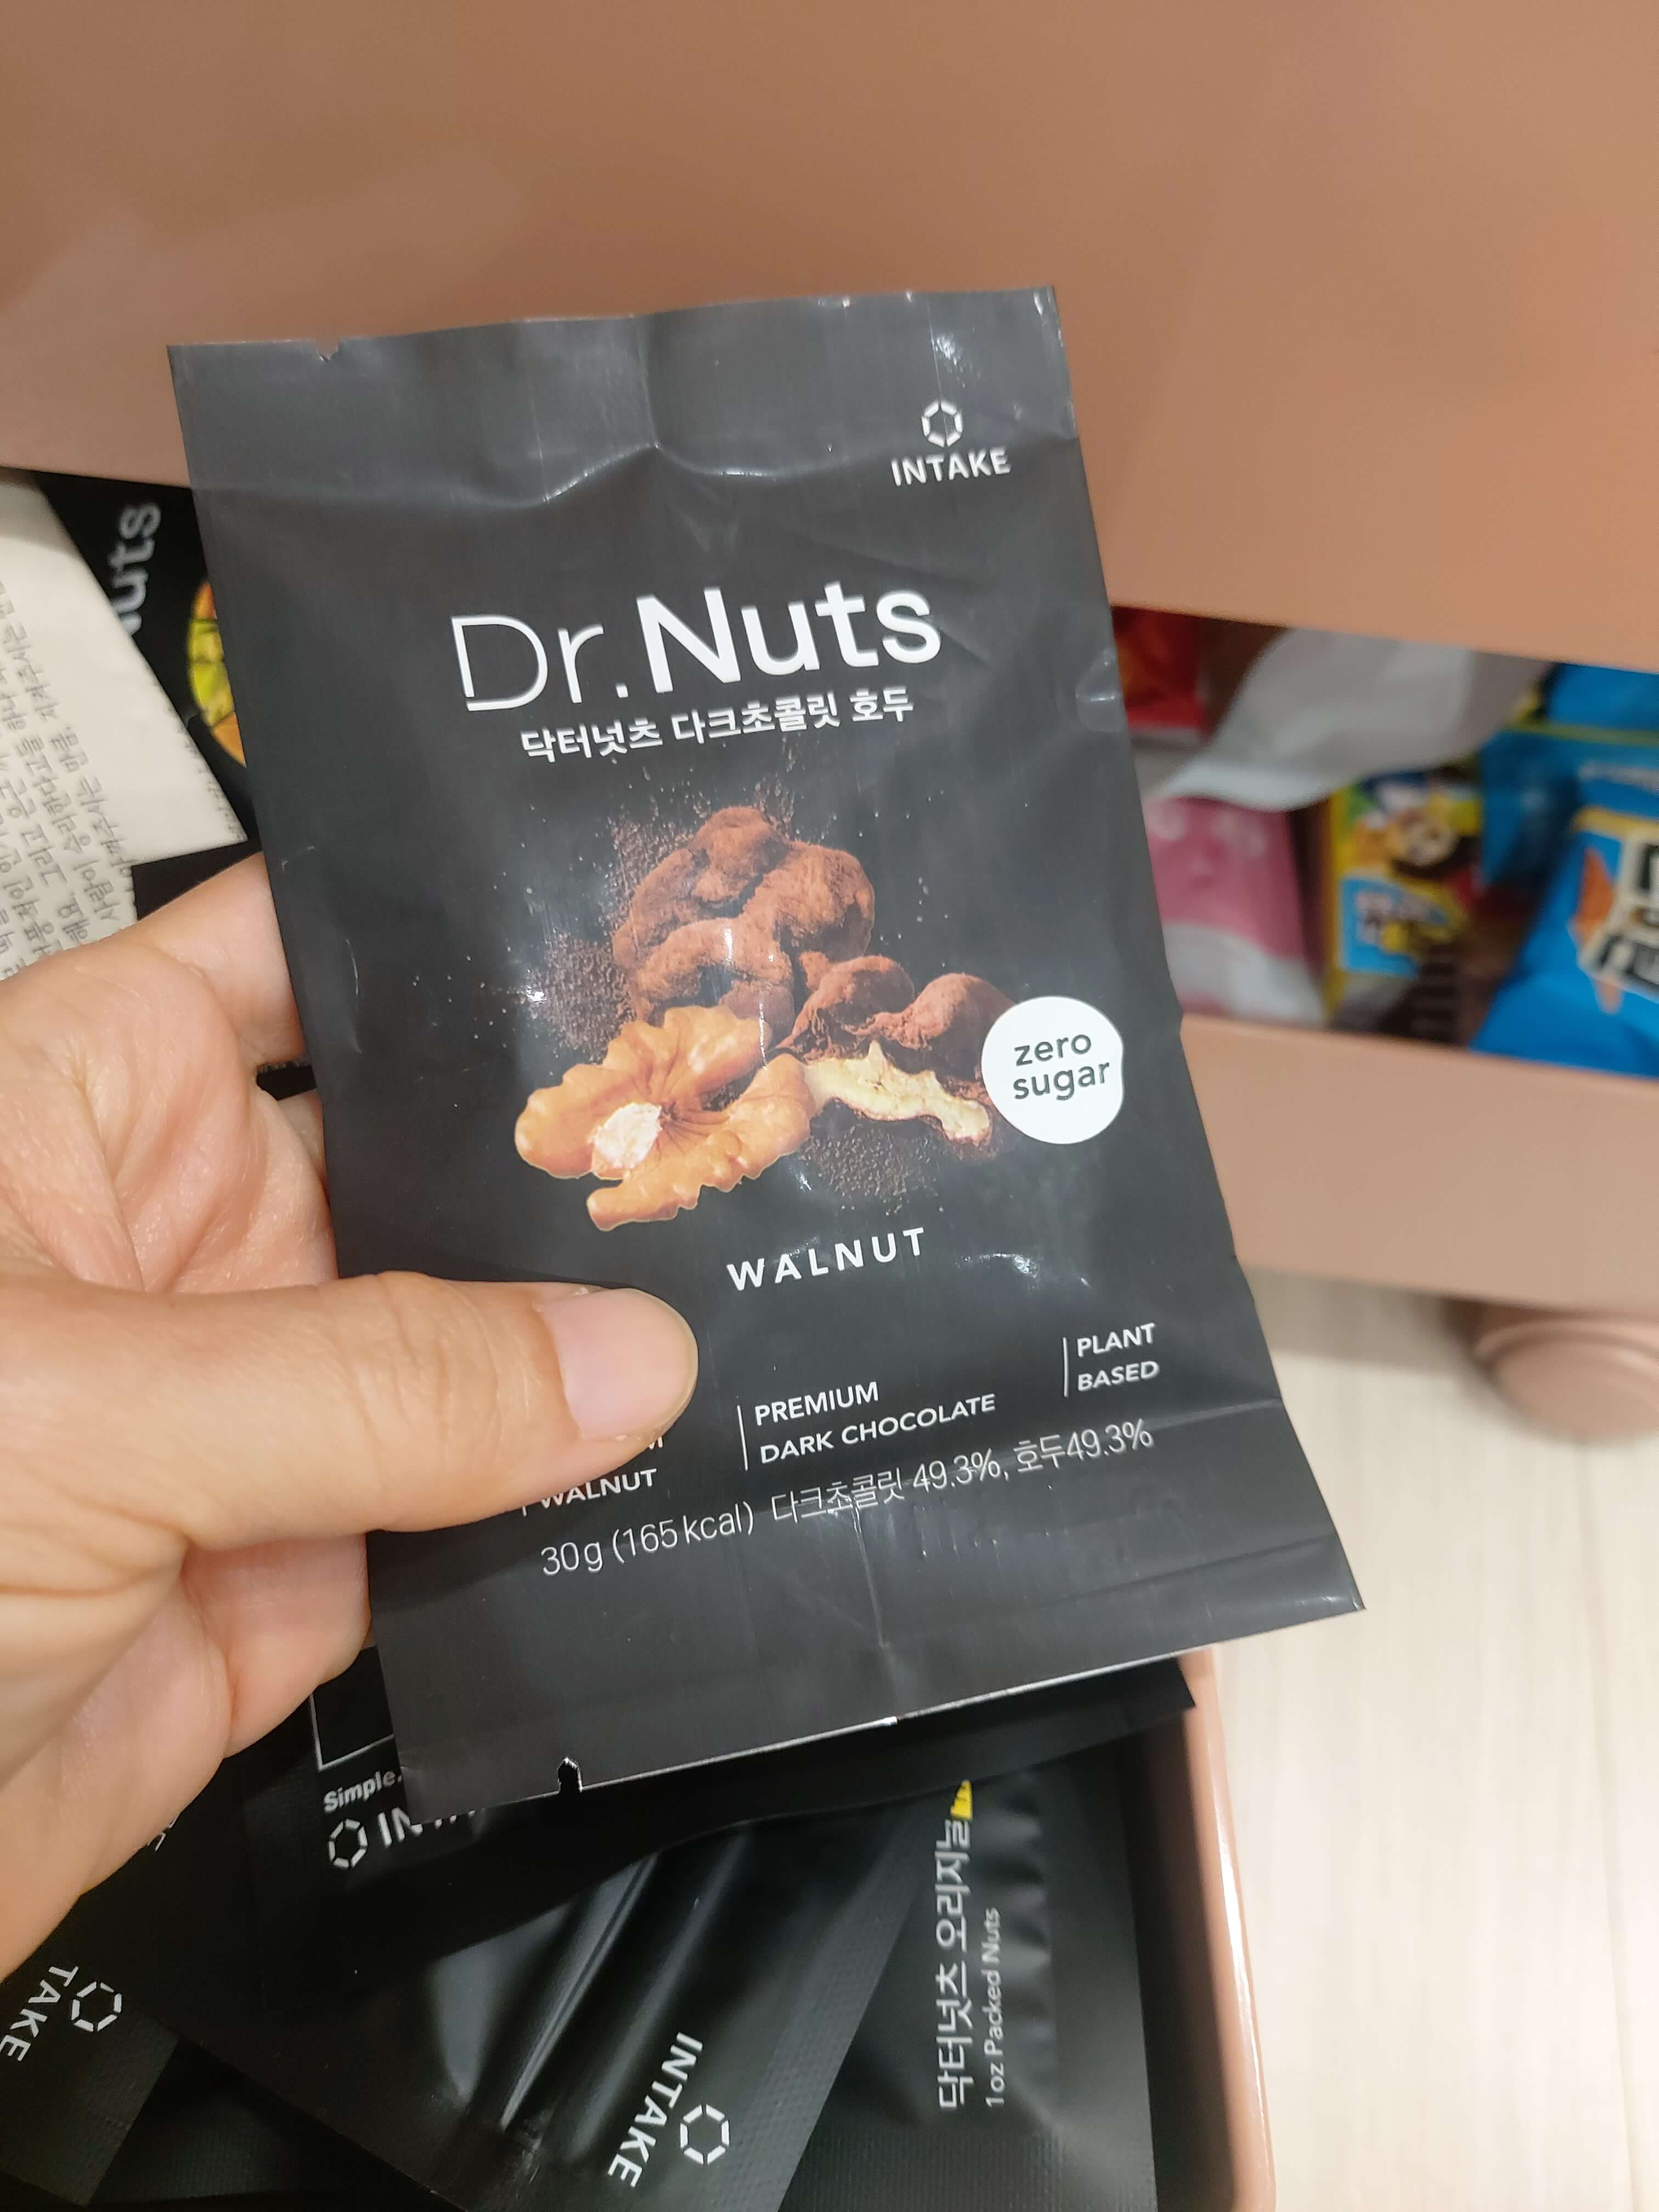 INTAKE
Dr.Nuts
닥터넛츠 다크초콜릿 호두
zero
sugar
WALNUT
WALNUT
PREMIUM
DARK CHOCOLATE
PLANT
BASED
30g (165kcal) 다크초콜릿 49.3%, 호두49.3%
Simple.
닥터넛츠 오리지널
1oz Packed Nuts
INTAKE
TAKE
uts